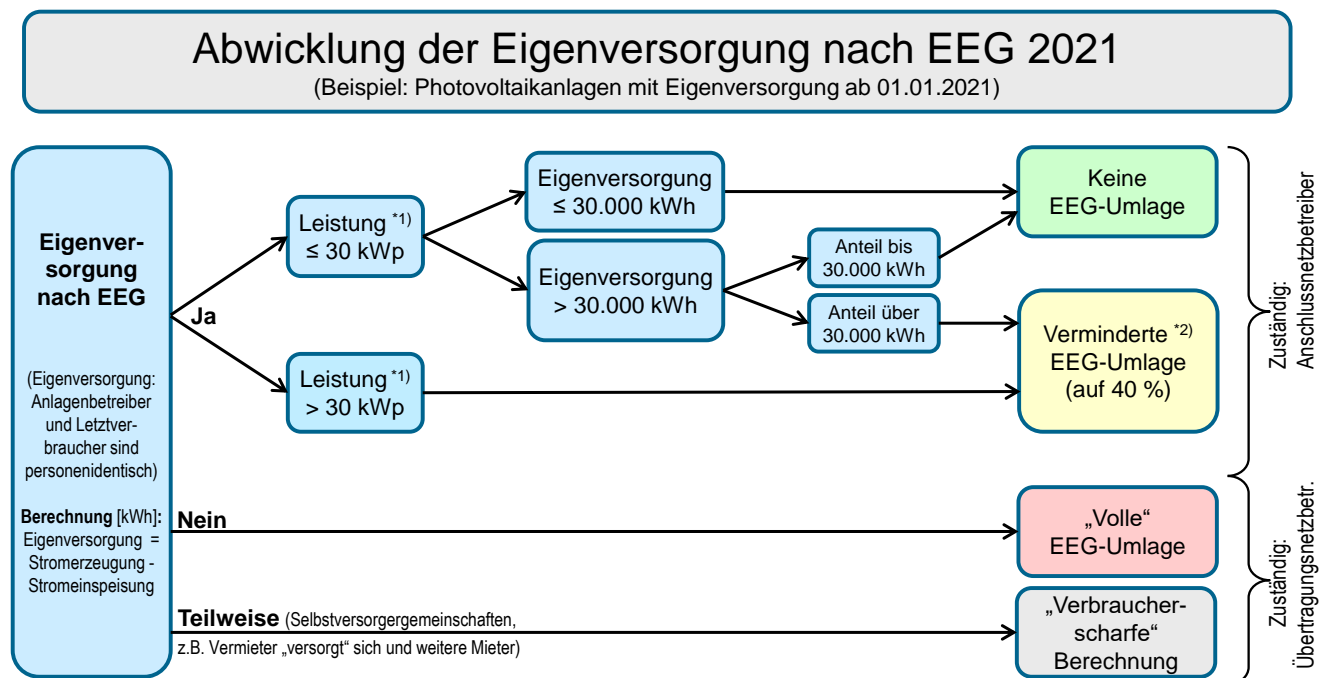 Abwicklung der Eigenversorgung nach EEG 2021
(Beispiel: Photovoltaikanlagen mit Eigenversorgung ab 01.01.2021)
Eigenver-
sorgung
nach EEG
(Eigenversorgung:
Anlagenbetreiber
und Letztver-
braucher sind
personenidentisch)
Berechnung [kWh]:
Eigenversorgung =
Stromerzeugung -
Stromeinspeisung
Ja
Leistung *1)
≤ 30 kWp
Eigenversorgung
≤ 30.000 kWh
Eigenversorgung
> 30.000 kWh
Anteil bis
30.000 kWh
Anteil über
30.000 kWh
Keine
EEG-Umlage
Leistung *1)
> 30 kWp
Verminderte *2)
EEG-Umlage
(auf 40 %)
Zuständig:
Anschlussnetzbetreiber
Nein
„Volle“
EEG-Umlage
Teilweise (Selbstversorgergemeinschaften,
z.B. Vermieter „versorgt“ sich und weitere Mieter)
„Verbraucher-
scharfe“
Berechnung
Zuständig:
Übertragungsnetzbetr.